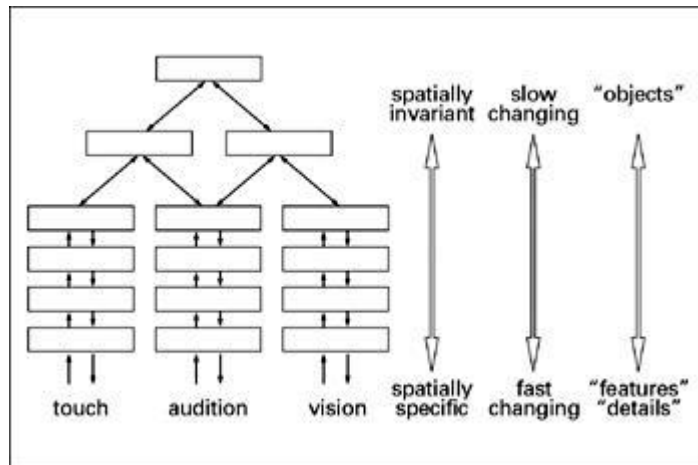 spatially
invariant
slow
changing
“objects”
touch
audition
vision
spatially
specific
fast
changing
“features”
“details”